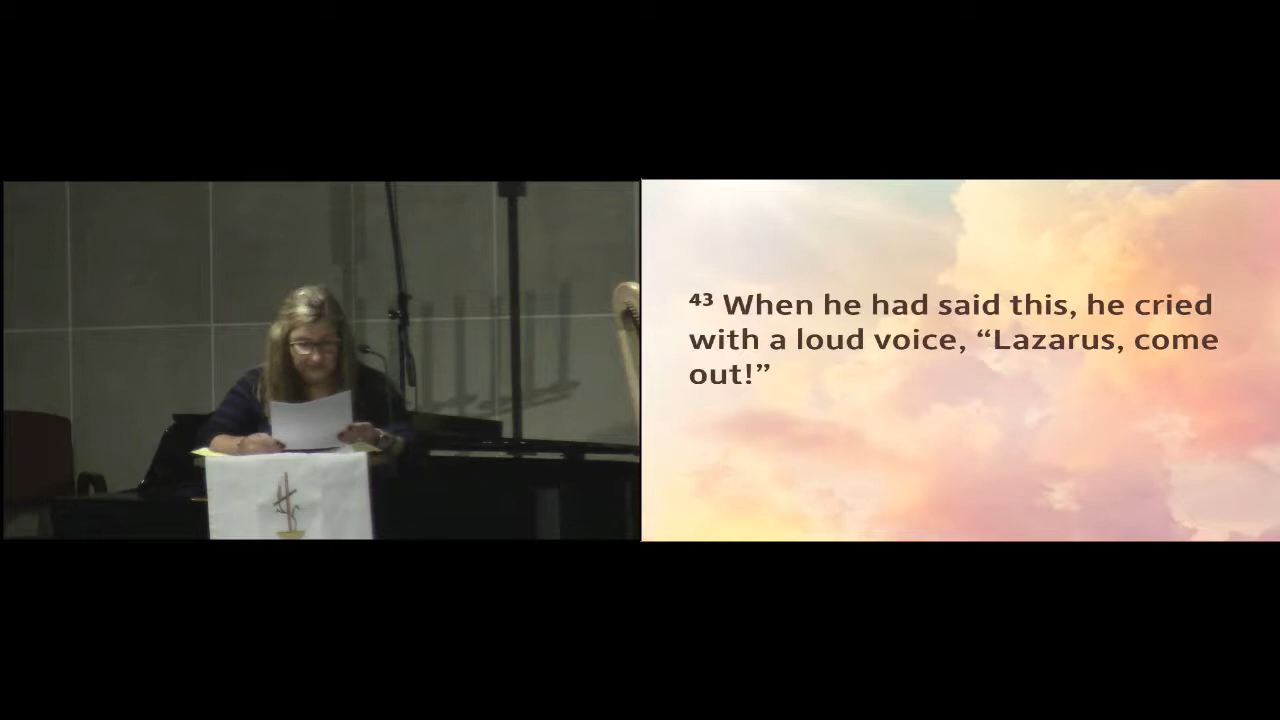 ⁴³ When he had said this, he cried
with a loud voice, “Lazarus, come
out!”